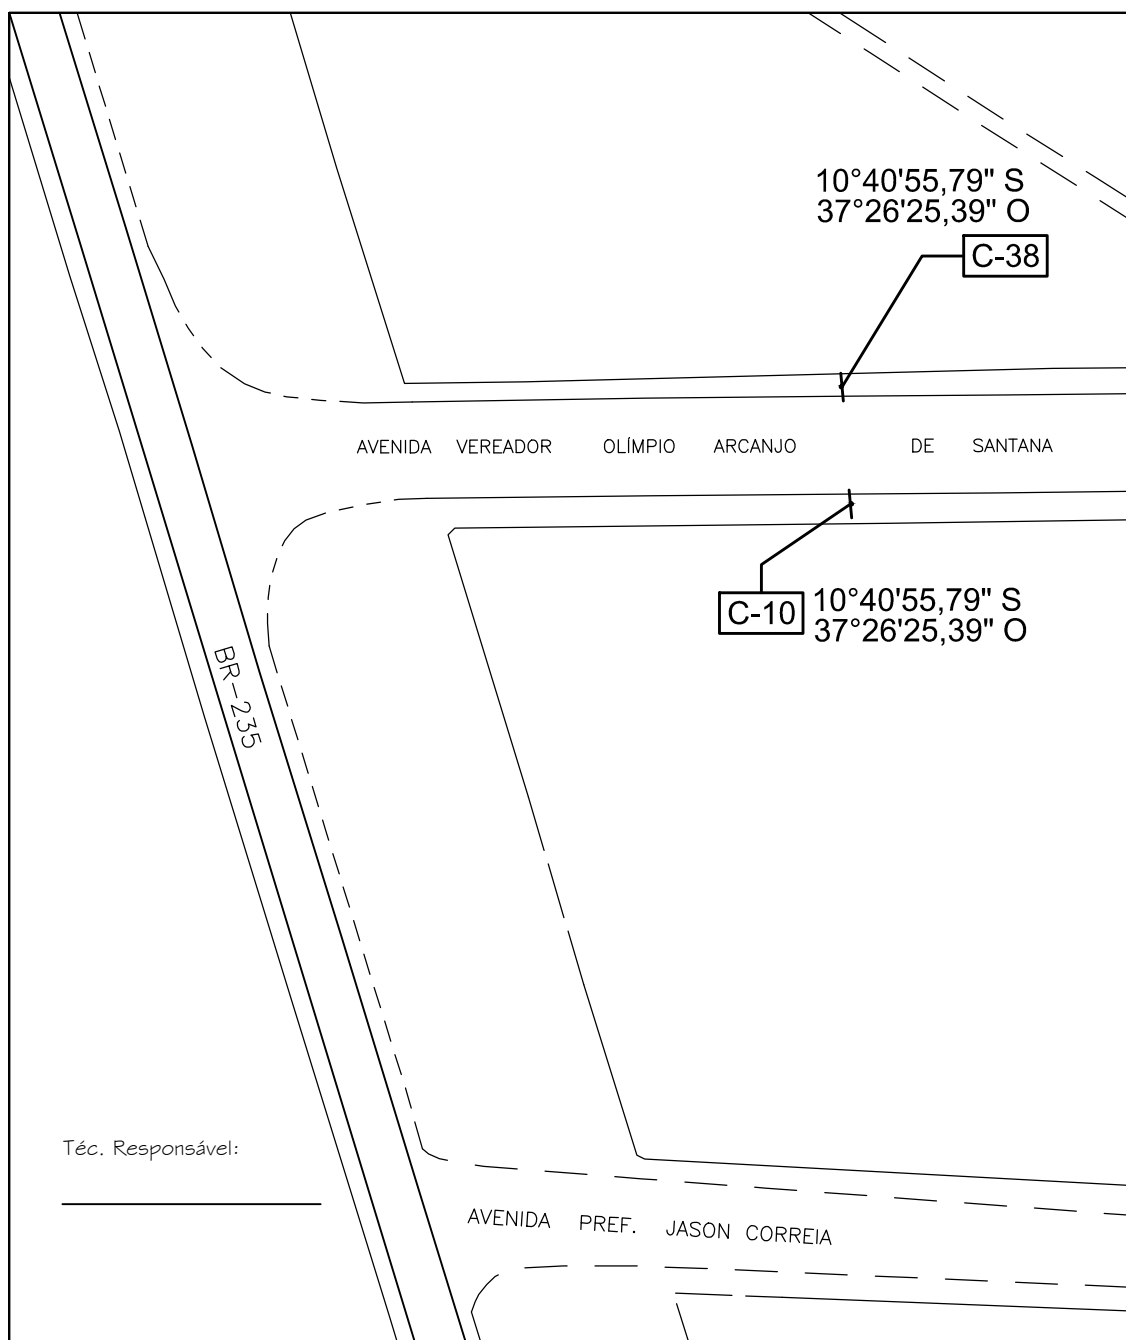 10°40'55,79" S
37°26'25,39" O
C-38
AVENIDA VEREADOR OLÍMPIO ARCANJO DE SANTANA
C-10
10°40'55,79" S
37°26'25,39" O
BR-235
Téc. Responsável:
AVENIDA PREF. JASON CORREIA